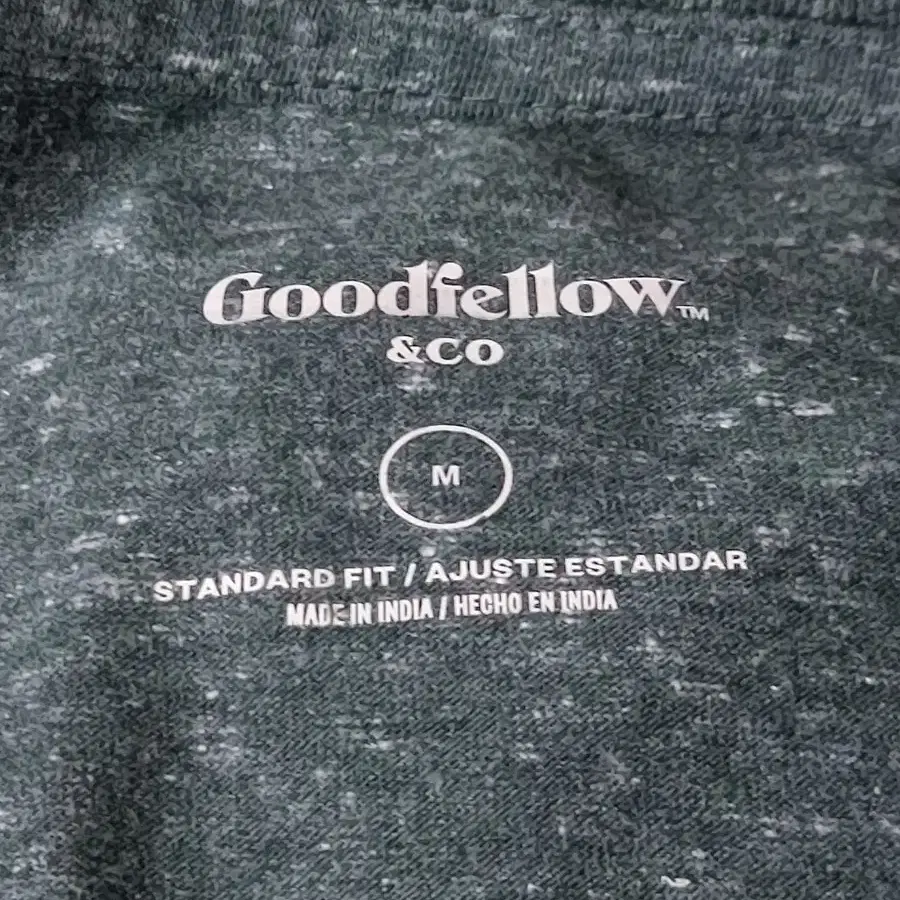 Goodfellow™
&CO
M
STANDARD FIT / AJUSTE ESTANDAR
MADE IN INDIA / HECHO EN INDIA